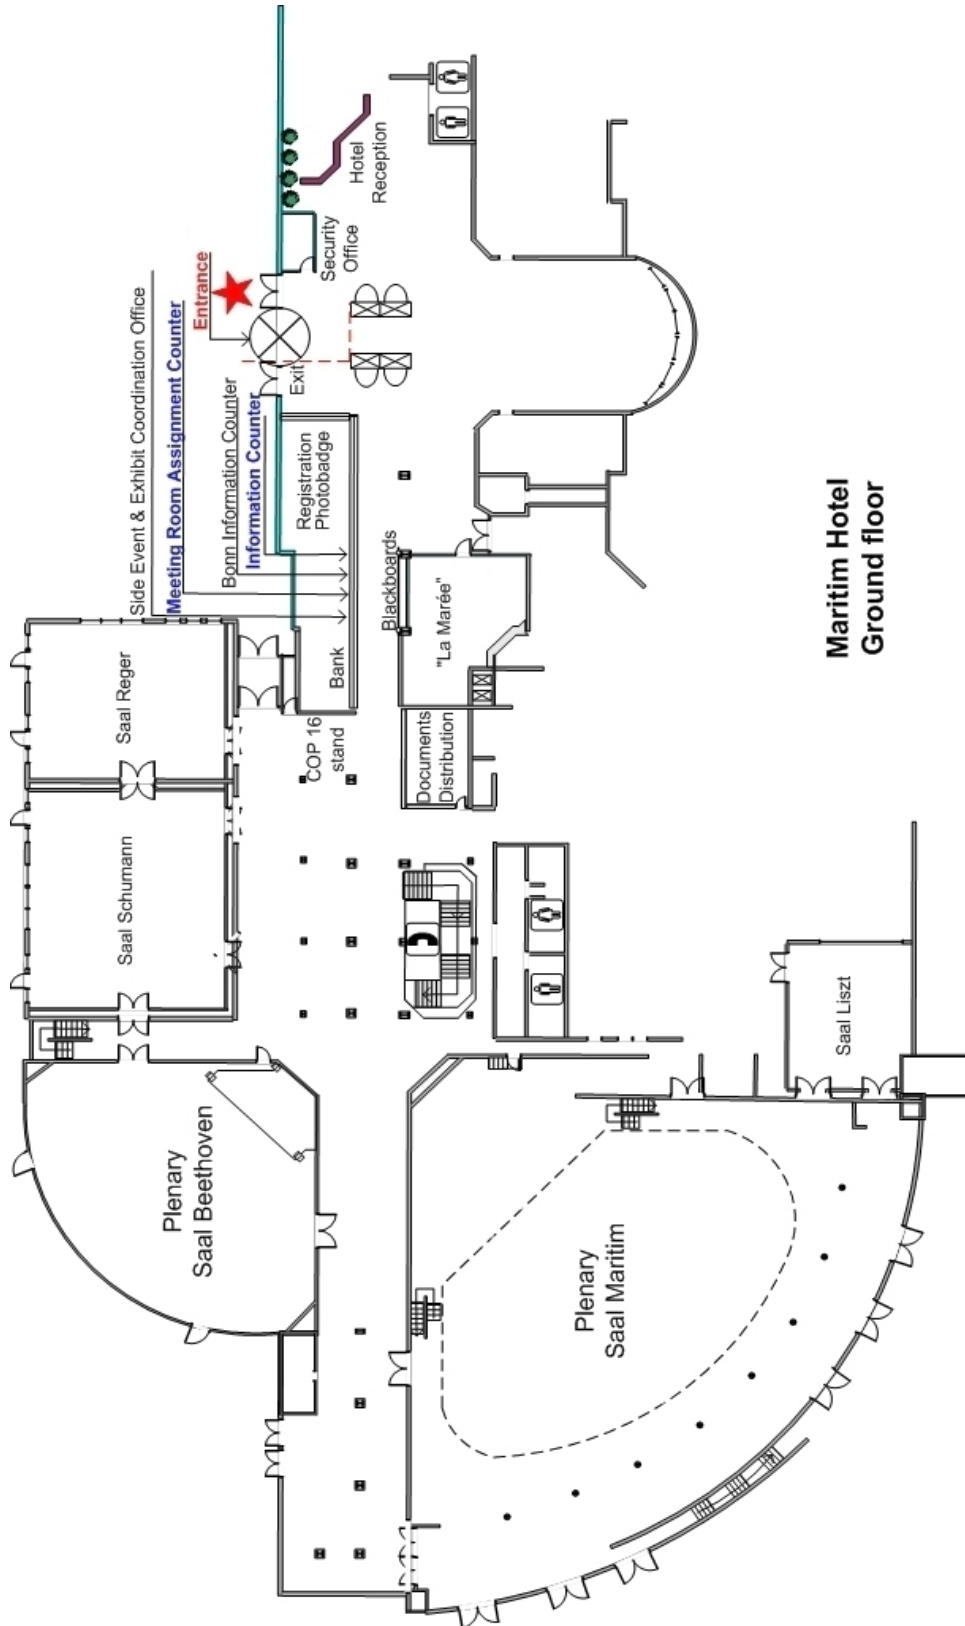 Side Event & Exhibit Coordination Office
Meeting Room Assignment Counter
Entrance
Bonn Information Counter
Information Counter
Exit
Security
Office
Hotel
Reception
Registration
Photobadge
Bank
COP 16
stand
Blackboards
"La Marée"
Documents
Distribution
Saal Reger
Saal Schumann
Plenary
Saal Beethoven
Plenary
Saal Maritim
Saal Liszt
Maritim Hotel
Ground floor